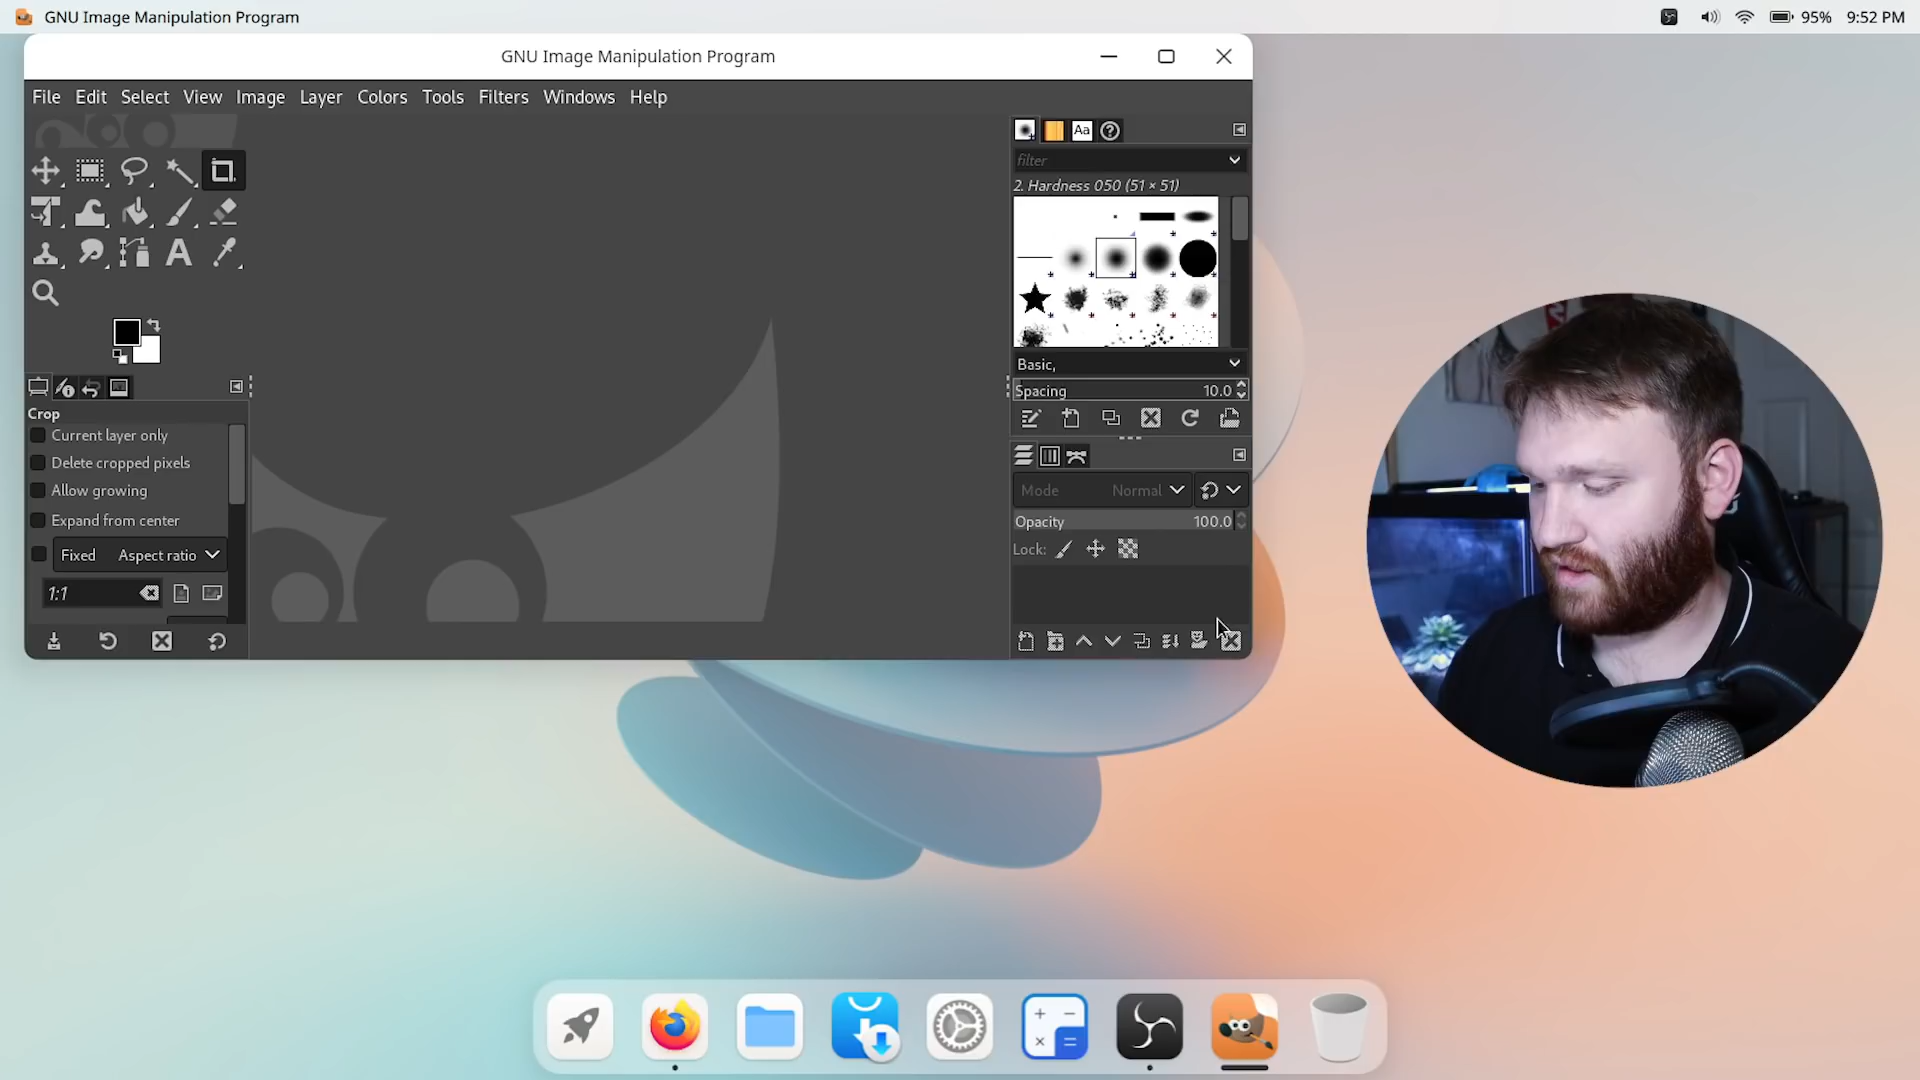 GNU Image Manipulation Program
95%
9:52 PM
GNU Image Manipulation Program
File Edit Select View Image Layer Colors Tools Filters Windows Help
Aa
filter
2. Hardness 050 (51 × 51)
Basic,
Spacing 10.0
Crop
Current layer only
Delete cropped pixels
Allow growing
Expand from center
Fixed Aspect ratio
1:1
Mode Normal
Opacity 100.0
Lock: